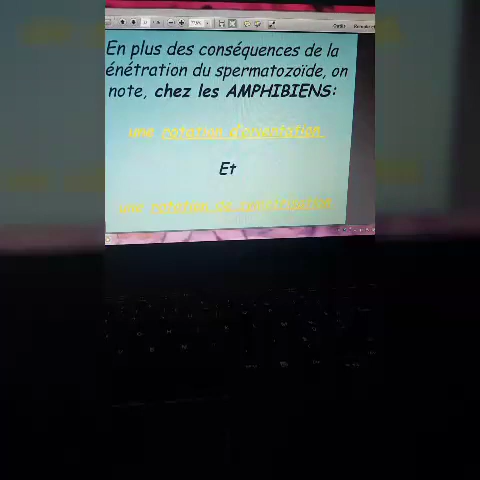 En plus des conséquences de la
énétration du spermatozoïde, on
note, chez les AMPHIBIENS:
une rotation d'orientation
Et
une rotation de symétrisation